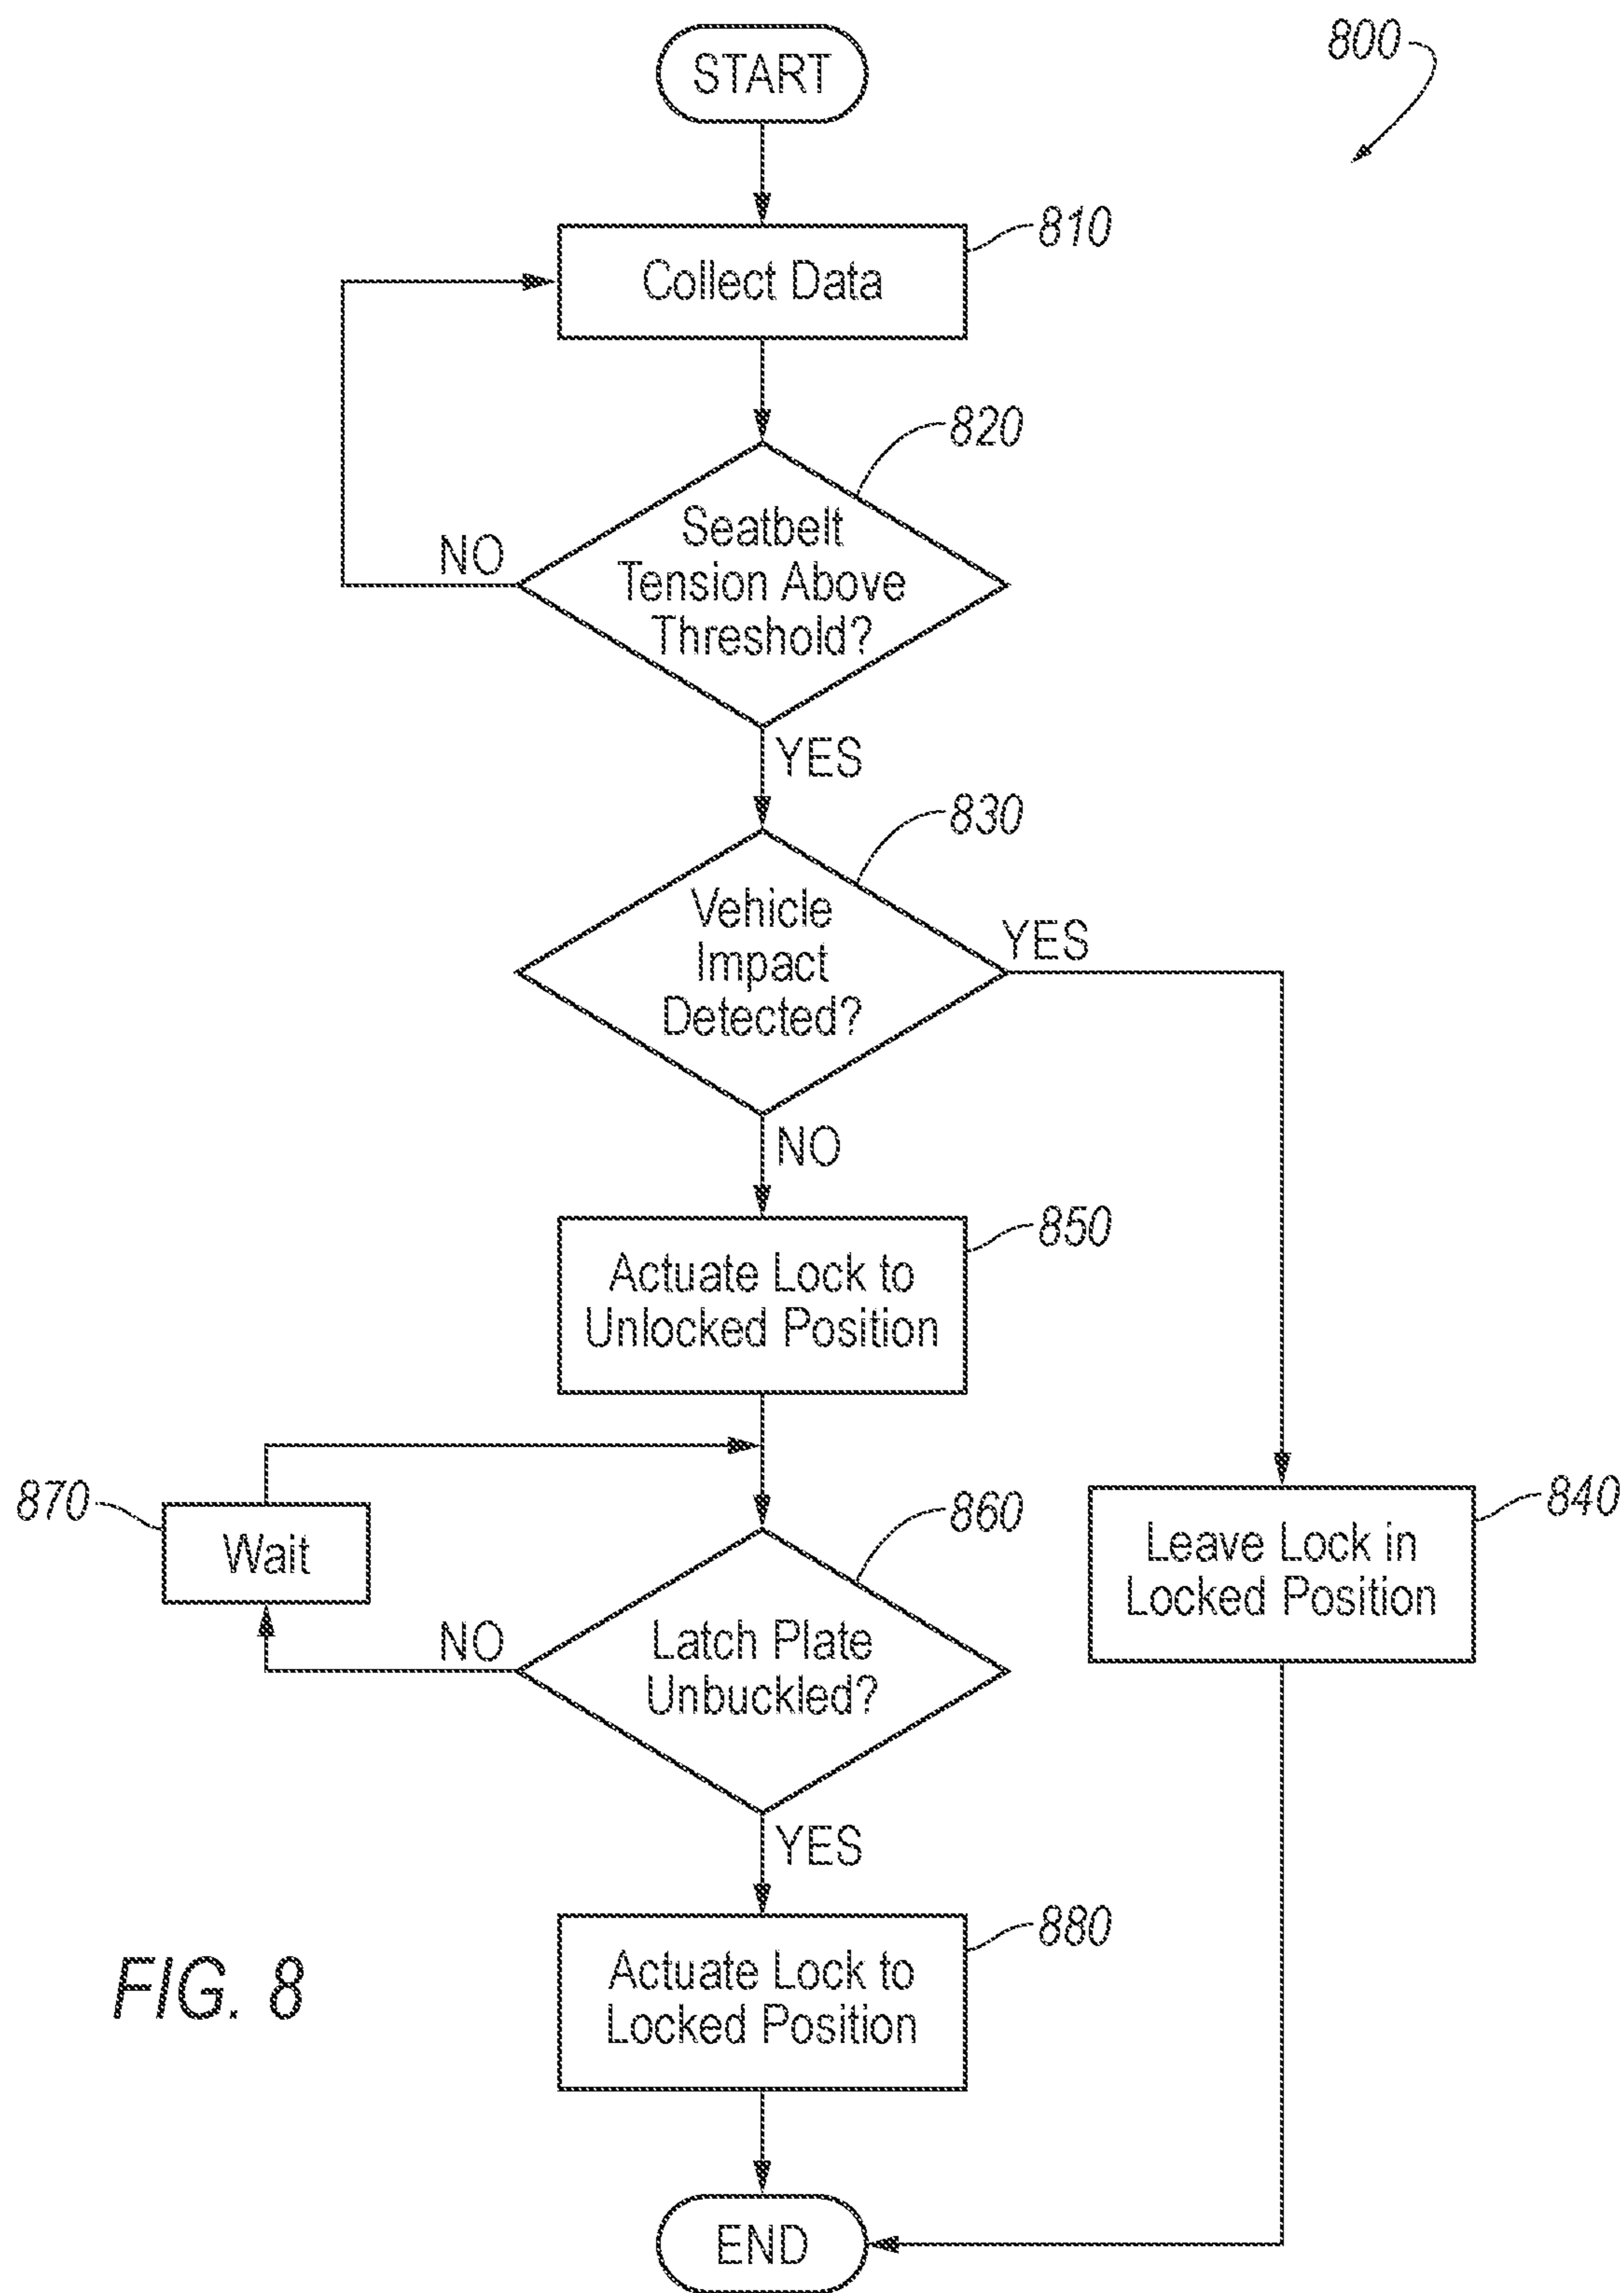 START
800
810
Collect Data
820
Seatbelt
Tension Above
Threshold?
NO
YES
830
Vehicle
Impact
Detected?
YES
NO
850
Actuate Lock to
Unlocked Position
870
Wait
860
Latch Plate
Unbuckled?
NO
840
Leave Lock in
Locked Position
YES
880
Actuate Lock to
Locked Position
FIG. 8
END